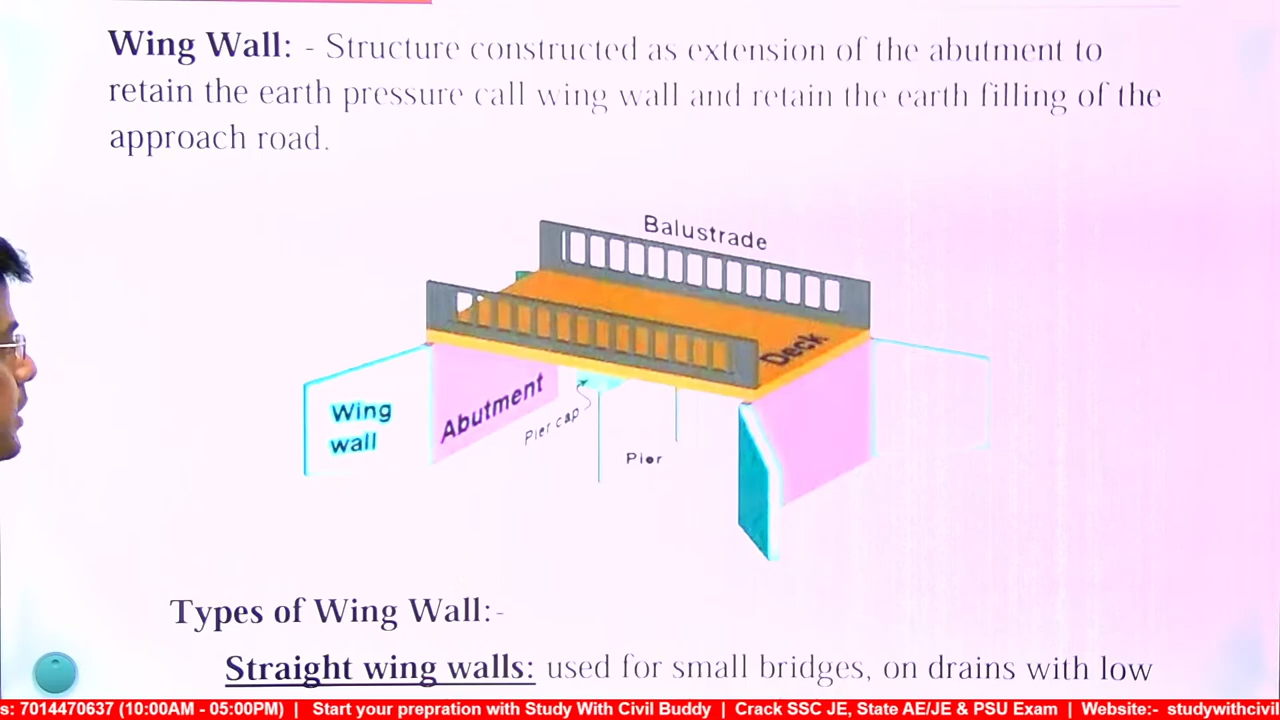 Wing Wall: - Structure constructed as extension of the abutment to
retain the earth pressure call wing wall and retain the earth filling of the
approach road.
Balustrade
Deck
Wing
wall
Abutment
Pier cap
Pier
Types of Wing Wall:-
Straight wing walls: used for small bridges, on drains with low
s: 7014470637 (10:00AM - 05:00PM) | Start your prepration with Study With Civil Buddy | Crack SSC JE, State AE/JE & PSU Exam | Website:- studywithcivil